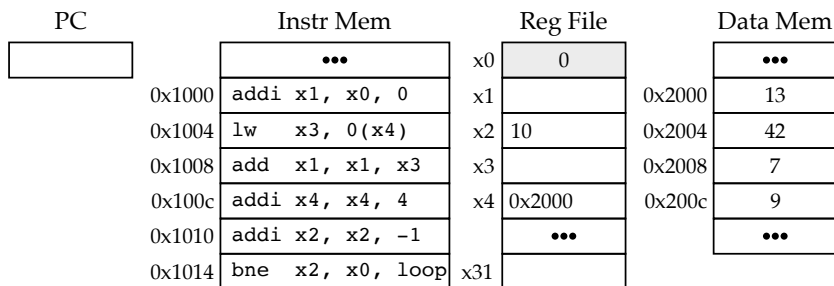 PC Instr Mem Reg File Data Mem
••• x0 0 •••
0x1000 addi x1, x0, 0 x1 0x2000 13
0x1004 lw x3, 0(x4) x2 10 0x2004 42
0x1008 add x1, x1, x3 x3 0x2008 7
0x100c addi x4, x4, 4 x4 0x2000 0x200c 9
0x1010 addi x2, x2, -1 ••• •••
0x1014 bne x2, x0, loop x31